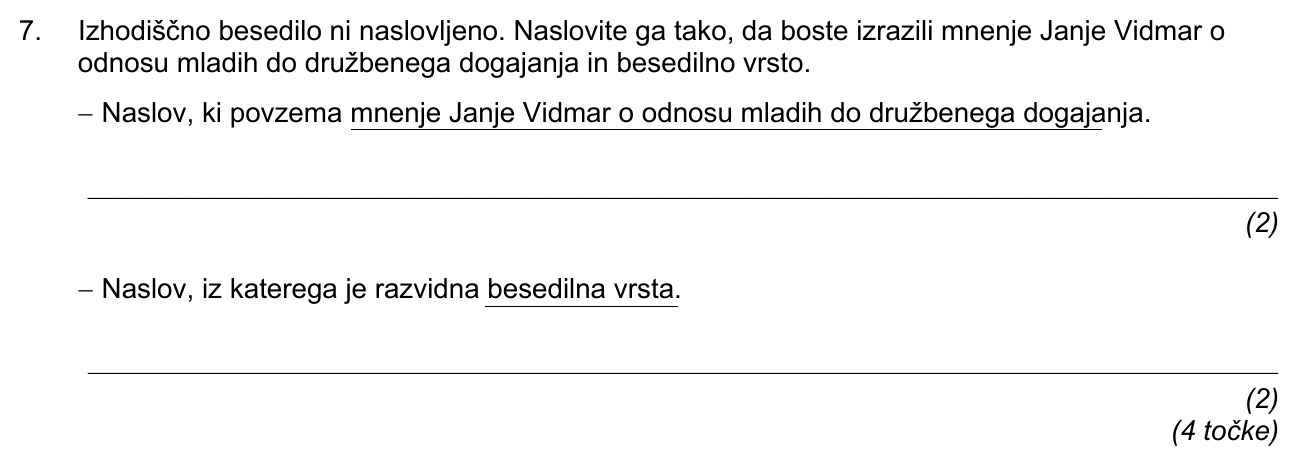 7. Izhodiščno besedilo ni naslovljeno. Naslovite ga tako, da boste izrazili mnenje Janje Vidmar o
odnosu mladih do družbenega dogajanja in besedilno vrsto.
– Naslov, ki povzema mnenje Janje Vidmar o odnosu mladih do družbenega dogajanja.
(2)
– Naslov, iz katerega je razvidna besedilna vrsta.
(2)
(4 točke)